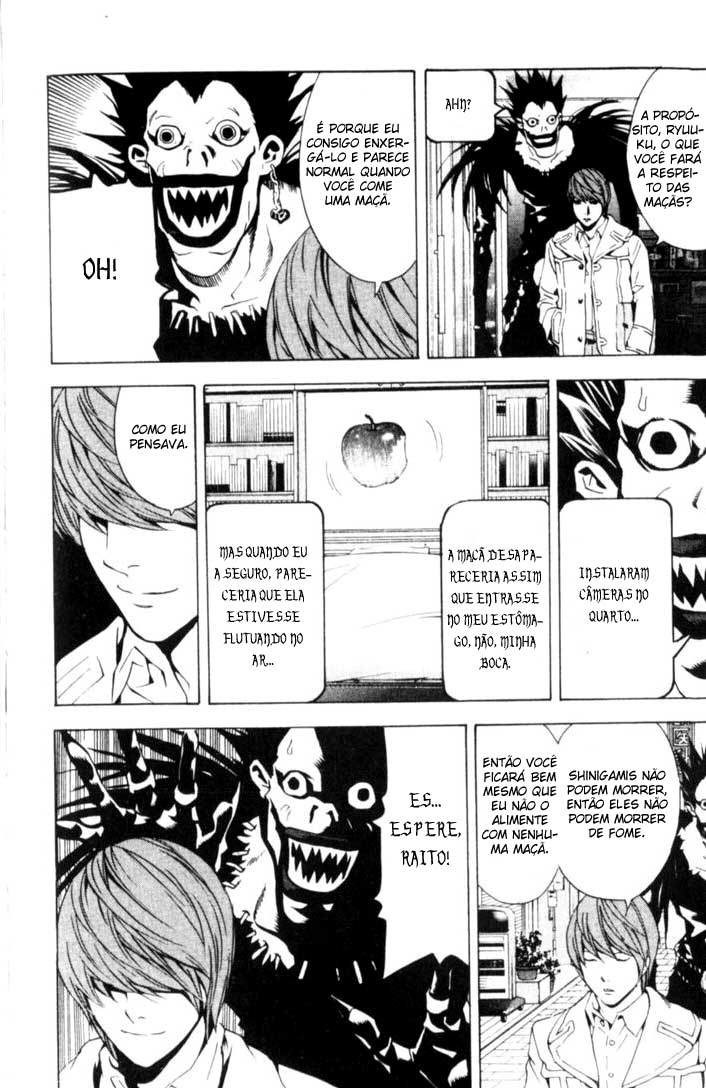 A PROPÓ-
SITO, RYUU-
KU, O QUE
VOCÊ FARÁ
A RESPEI-
TO DAS
MAÇÃS?
AHN?
É PORQUE EU
CONSIGO ENXER-
GÁ-LO E PARECE
NORMAL QUANDO
VOCÊ COME
UMA MAÇÃ.
OH!
INSTALARAM
CÂMERAS NO
QUARTO...
A MAÇÃ DESAPA-
RECERIA ASSIM
QUE ENTRASSE
NO MEU ESTÔMA-
GO, NÃO, MINHA
BOCA.
MAS QUANDO EU
A SEGURO, PARE-
CERIA QUE ELA
ESTIVESSE
FLUTUANDO NO
AR...
COMO EU
PENSAVA.
SHINIGAMIS NÃO
PODEM MORRER,
ENTÃO ELES NÃO
PODEM MORRER
DE FOME.
ENTÃO VOCÊ
FICARÁ BEM
MESMO QUE
EU NÃO O
ALIMENTE
COM NENHU-
MA MAÇÃ.
ES...
ESPERE,
RAITO!